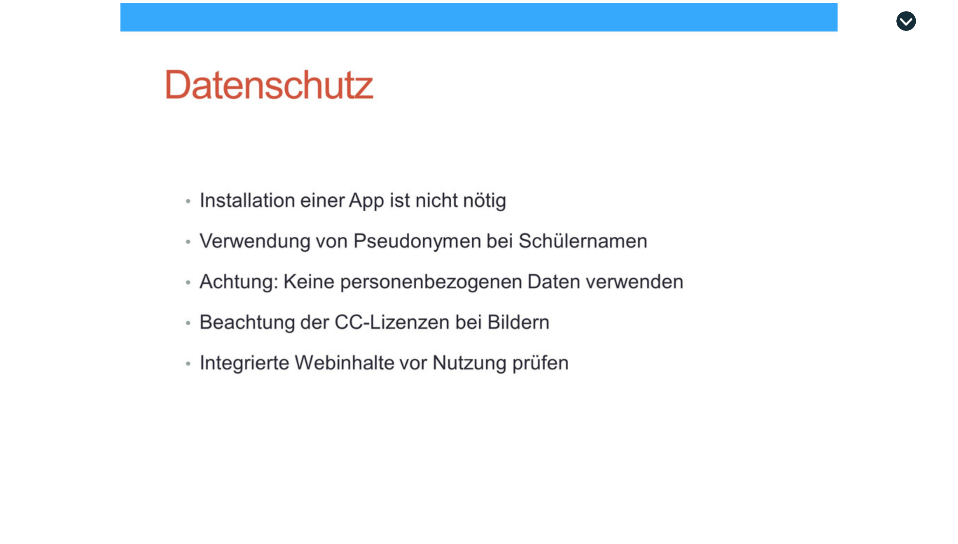 Datenschutz
• Installation einer App ist nicht nötig
• Verwendung von Pseudonymen bei Schülernamen
• Achtung: Keine personenbezogenen Daten verwenden
• Beachtung der CC-Lizenzen bei Bildern
• Integrierte Webinhalte vor Nutzung prüfen